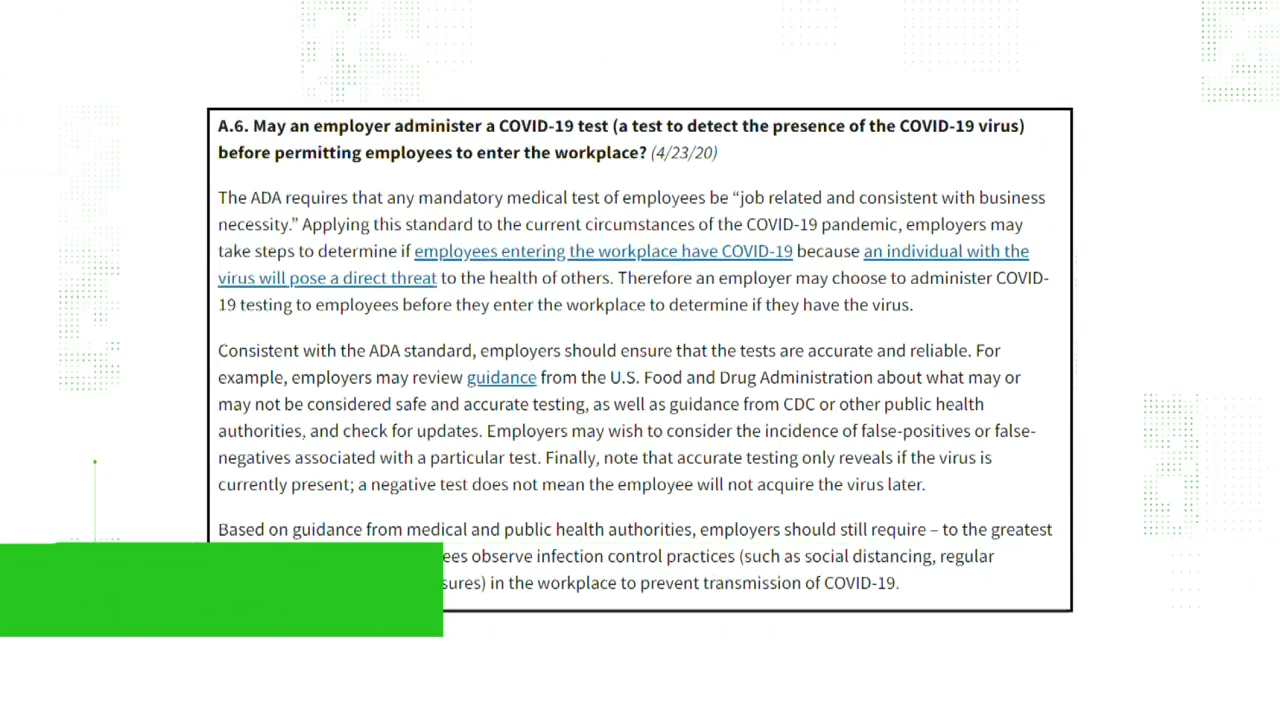 A.6. May an employer administer a COVID-19 test (a test to detect the presence of the COVID-19 virus)
before permitting employees to enter the workplace? (4/23/20)
The ADA requires that any mandatory medical test of employees be “job related and consistent with business
necessity.” Applying this standard to the current circumstances of the COVID-19 pandemic, employers may
take steps to determine if employees entering the workplace have COVID-19 because an individual with the
virus will pose a direct threat to the health of others. Therefore an employer may choose to administer COVID-
19 testing to employees before they enter the workplace to determine if they have the virus.
Consistent with the ADA standard, employers should ensure that the tests are accurate and reliable. For
example, employers may review guidance from the U.S. Food and Drug Administration about what may or
may not be considered safe and accurate testing, as well as guidance from CDC or other public health
authorities, and check for updates. Employers may wish to consider the incidence of false-positives or false-
negatives associated with a particular test. Finally, note that accurate testing only reveals if the virus is
currently present; a negative test does not mean the employee will not acquire the virus later.
Based on guidance from medical and public health authorities, employers should still require – to the greatest
ees observe infection control practices (such as social distancing, regular
sures) in the workplace to prevent transmission of COVID-19.